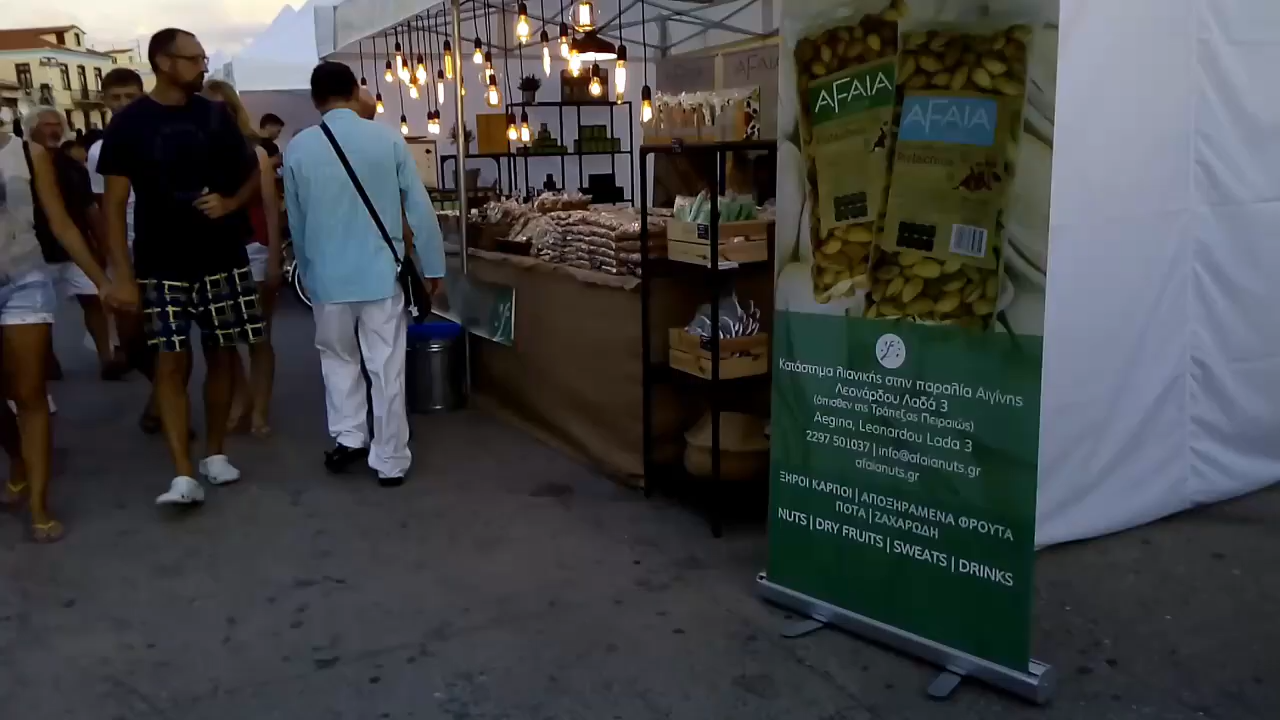 AFAIA
AFAIA
AFAIA
Κατάστημα λιανικής στην παραλία Αιγίνης
Λεονάρδου Λαδά 3
(όπισθεν της Τράπεζας Πειραιώς)
Aegina, Leonardou Lada 3
2297 501037 | info@afaianuts.gr
afaianuts.gr
ΞΗΡΟΙ ΚΑΡΠΟΙ | ΑΠΟΞΗΡΑΜΕΝΑ ΦΡΟΥΤΑ
ΠΟΤΑ | ΖΑΧΑΡΩΔΗ
NUTS | DRY FRUITS | SWEATS | DRINKS